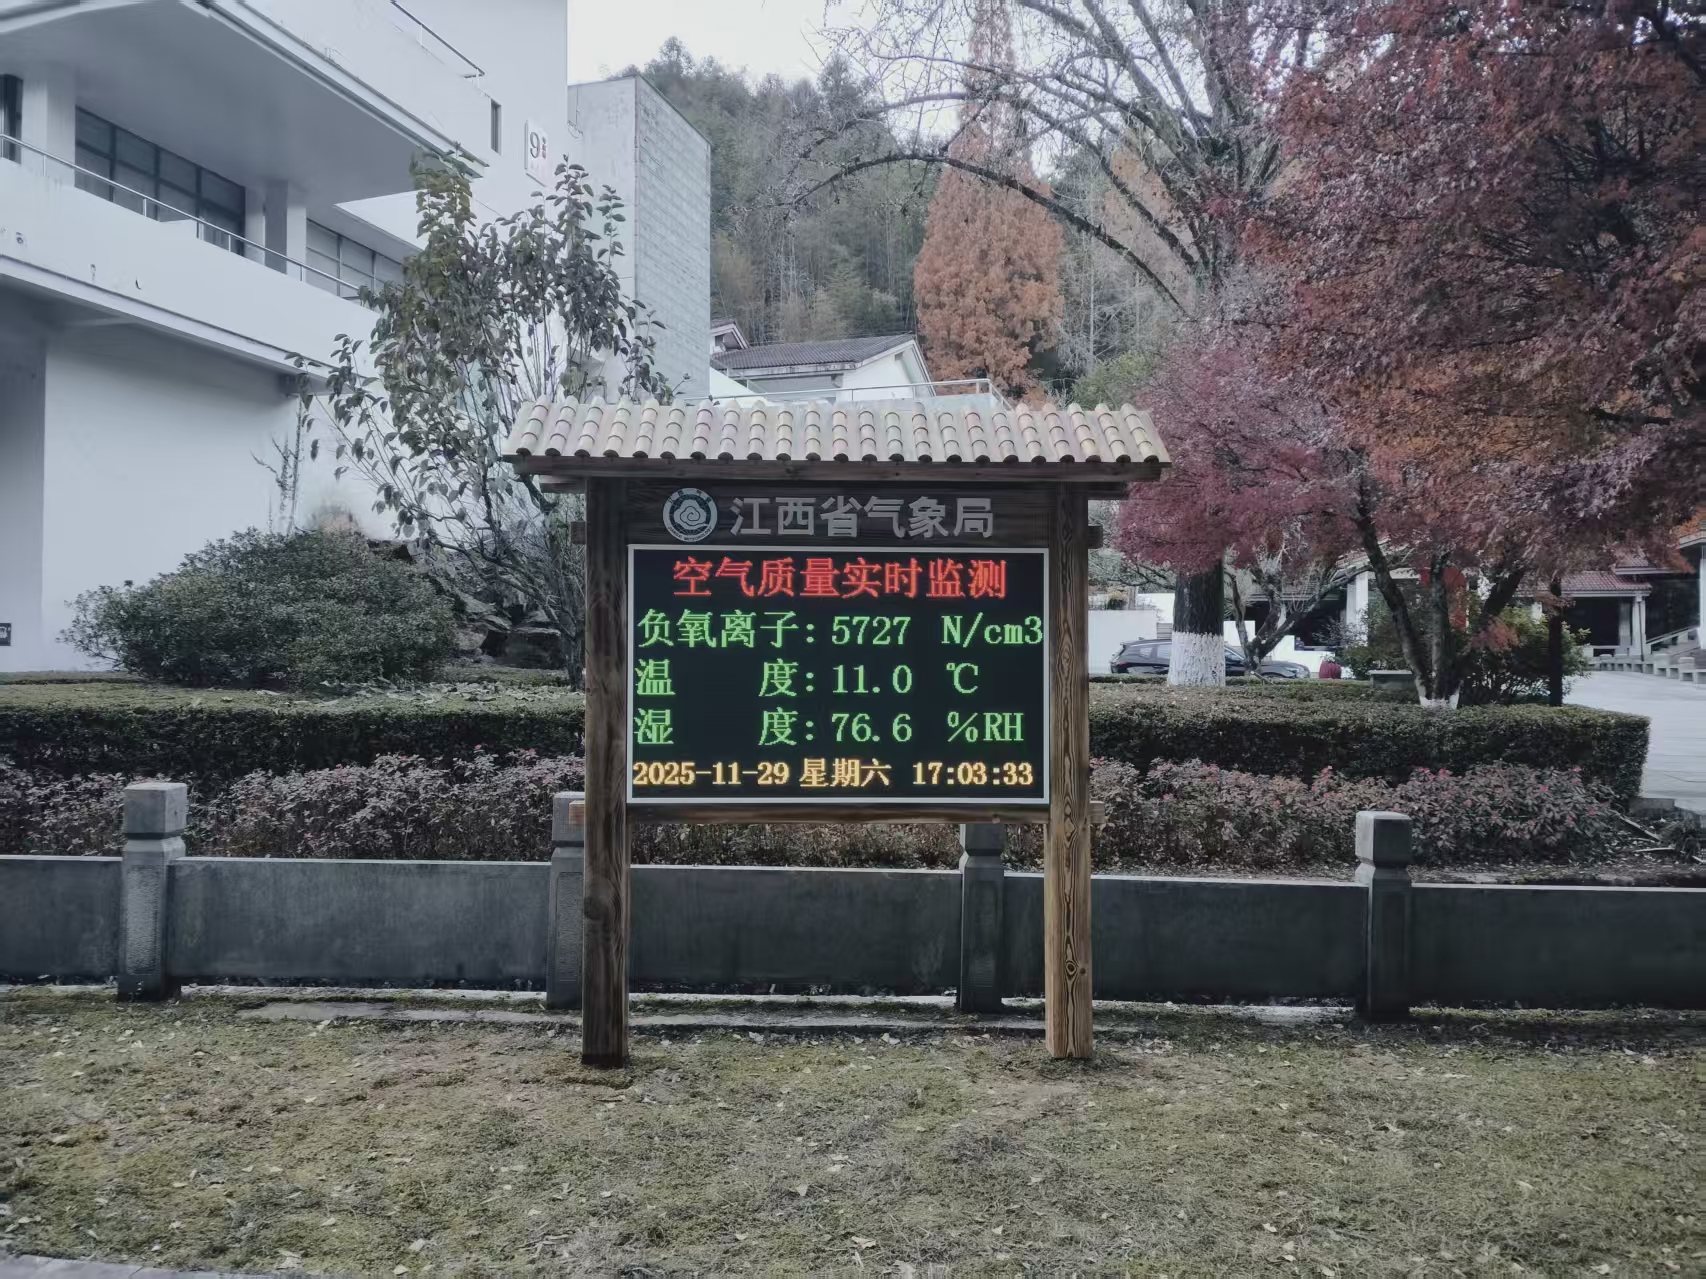 9
江西省气象局
空气质量实时监测
负氧离子: 5727 N/cm3
温 度: 11.0 ℃
湿 度: 76.6 %RH
2025-11-29 星期六 17:03:33